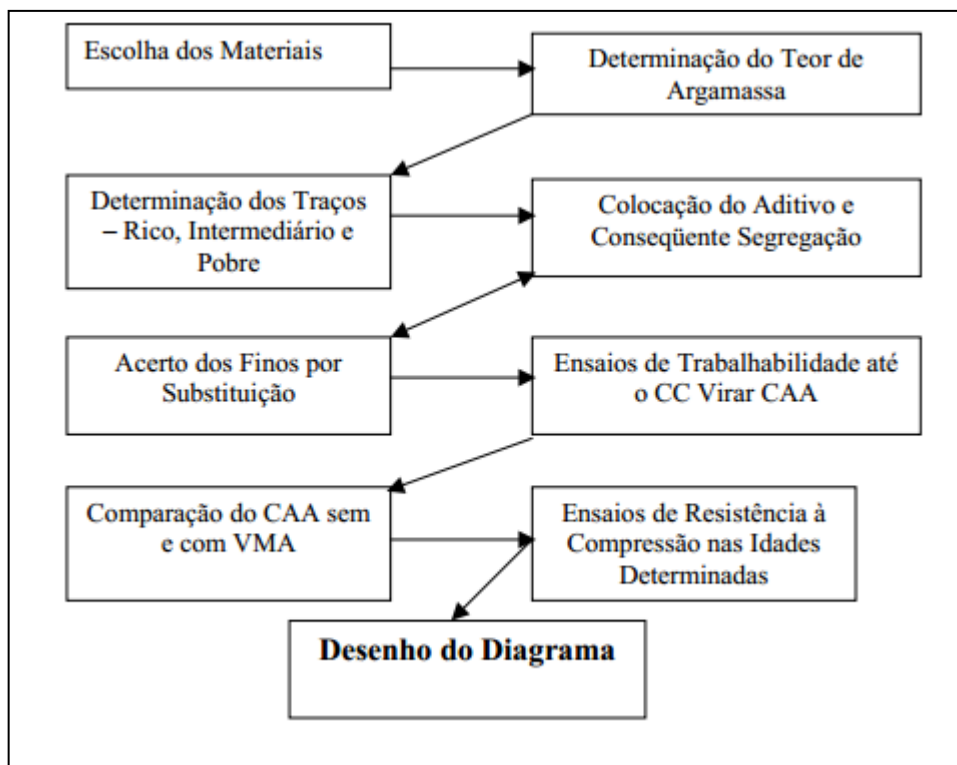 Escolha dos Materiais
Determinação do Teor de
Argamassa
Determinação dos Traços
– Rico, Intermediário e
Pobre
Colocação do Aditivo e
Conseqüente Segregação
Acerto dos Finos por
Substituição
Ensaios de Trabalhabilidade até
o CC Virar CAA
Comparação do CAA sem
e com VMA
Ensaios de Resistência à
Compressão nas Idades
Determinadas
Desenho do Diagrama